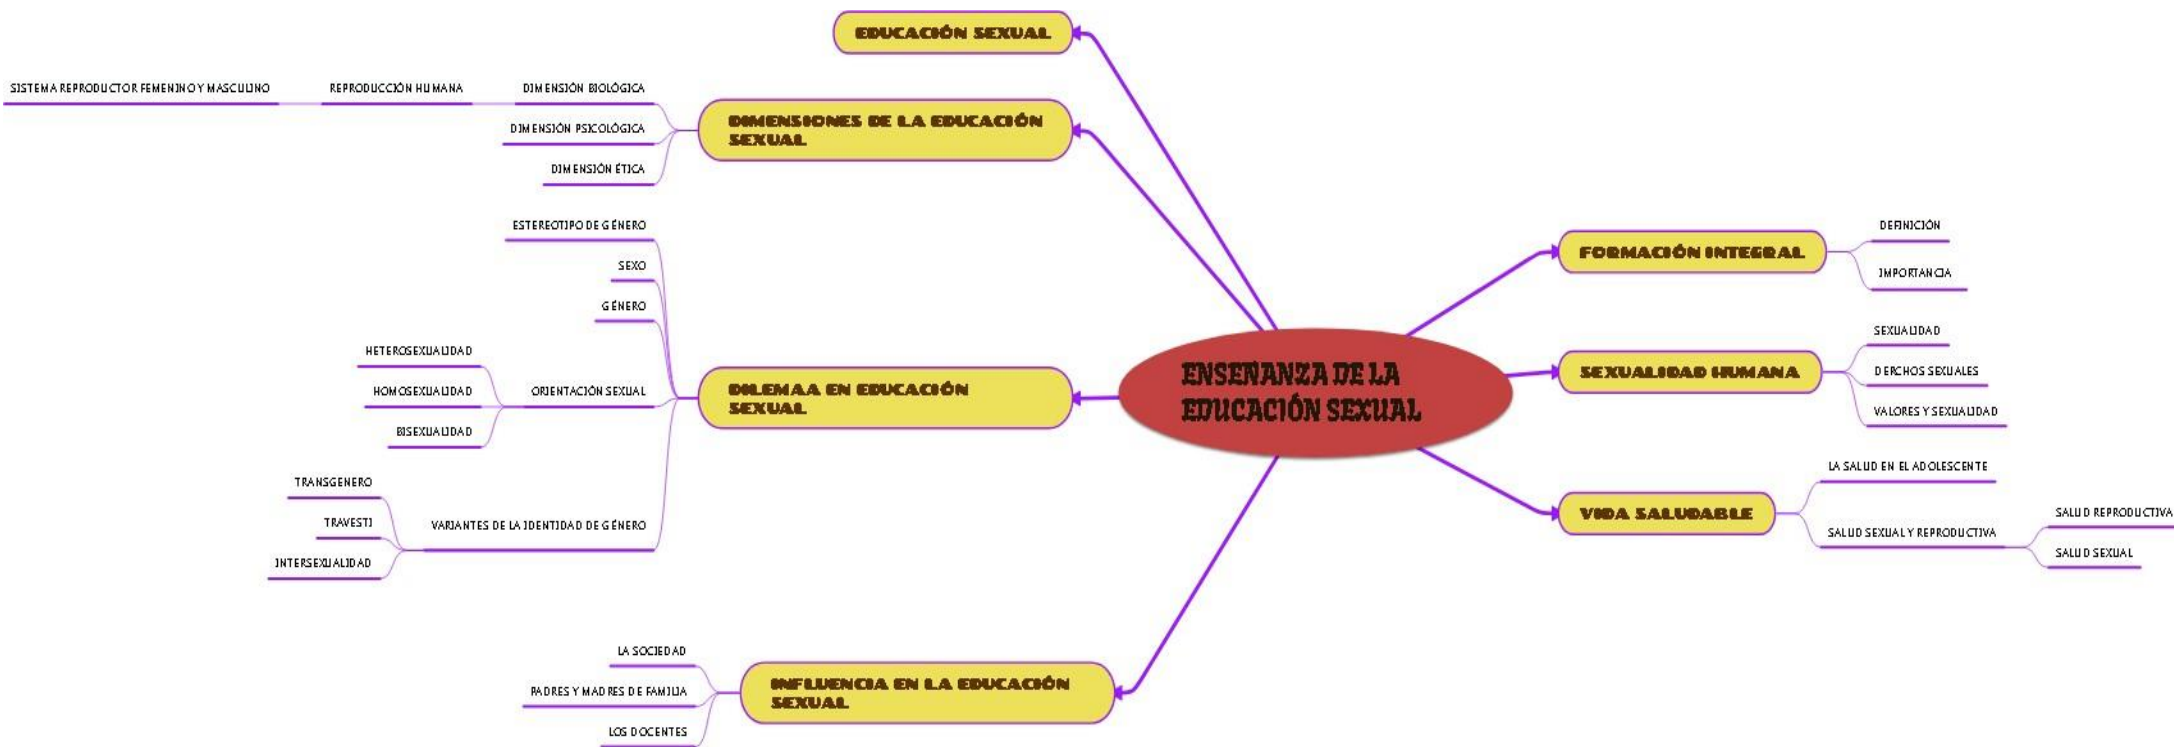 EDUCACIÓN SEXUAL
SISTEMA REPRODUCTOR FEMENINO Y MASCULINO
REPRODUCCIÓN HUMANA
DIMENSIÓN BIOLÓGICA
DIMENSIÓN PSICOLÓGICA
DIMENSIÓN ÉTICA
DIMENSIONES DE LA EDUCACIÓN
SEXUAL
ESTEREOTIPO DE GÉNERO
SEXO
GÉNERO
HETEROSEXUALIDAD
HOMOSEXUALIDAD
BISEXUALIDAD
ORIENTACIÓN SEXUAL
TRANSGENERO
TRAVESTI
INTERSEXUALIDAD
VARIANTES DE LA IDENTIDAD DE GÉNERO
DILEMAA EN EDUCACIÓN
SEXUAL
LA SOCIEDAD
PADRES Y MADRES DE FAMILIA
LOS DOCENTES
INFLUENCIA EN LA EDUCACIÓN
SEXUAL
ENSEÑANZA DE LA
EDUCACIÓN SEXUAL
FORMACIÓN INTEGRAL
DEFINICIÓN
IMPORTANCIA
SEXUALIDAD HUMANA
SEXUALIDAD
DERCHOS SEXUALES
VALORES Y SEXUALIDAD
VIDA SALUDABLE
LA SALUD EN EL ADOLESCENTE
SALUD SEXUAL Y REPRODUCTIVA
SALUD REPRODUCTIVA
SALUD SEXUAL